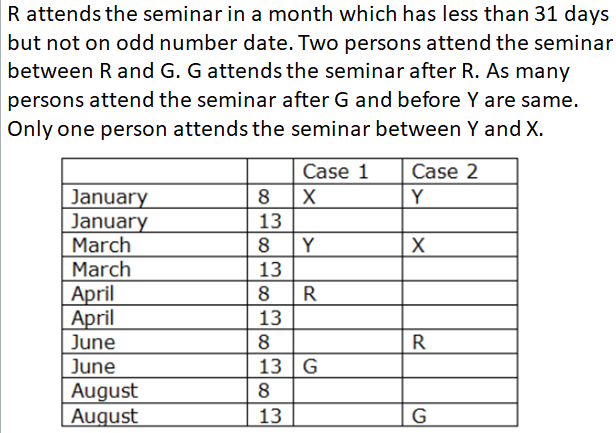 R attends the seminar in a month which has less than 31 days
but not on odd number date. Two persons attend the seminar
between R and G. G attends the seminar after R. As many
persons attend the seminar after G and before Y are same.
Only one person attends the seminar between Y and X.
Case 1 Case 2
January 8 X Y
January 13
March 8 Y X
March 13
April 8 R
April 13
June 8 R
June 13 G
August 8
August 13 G